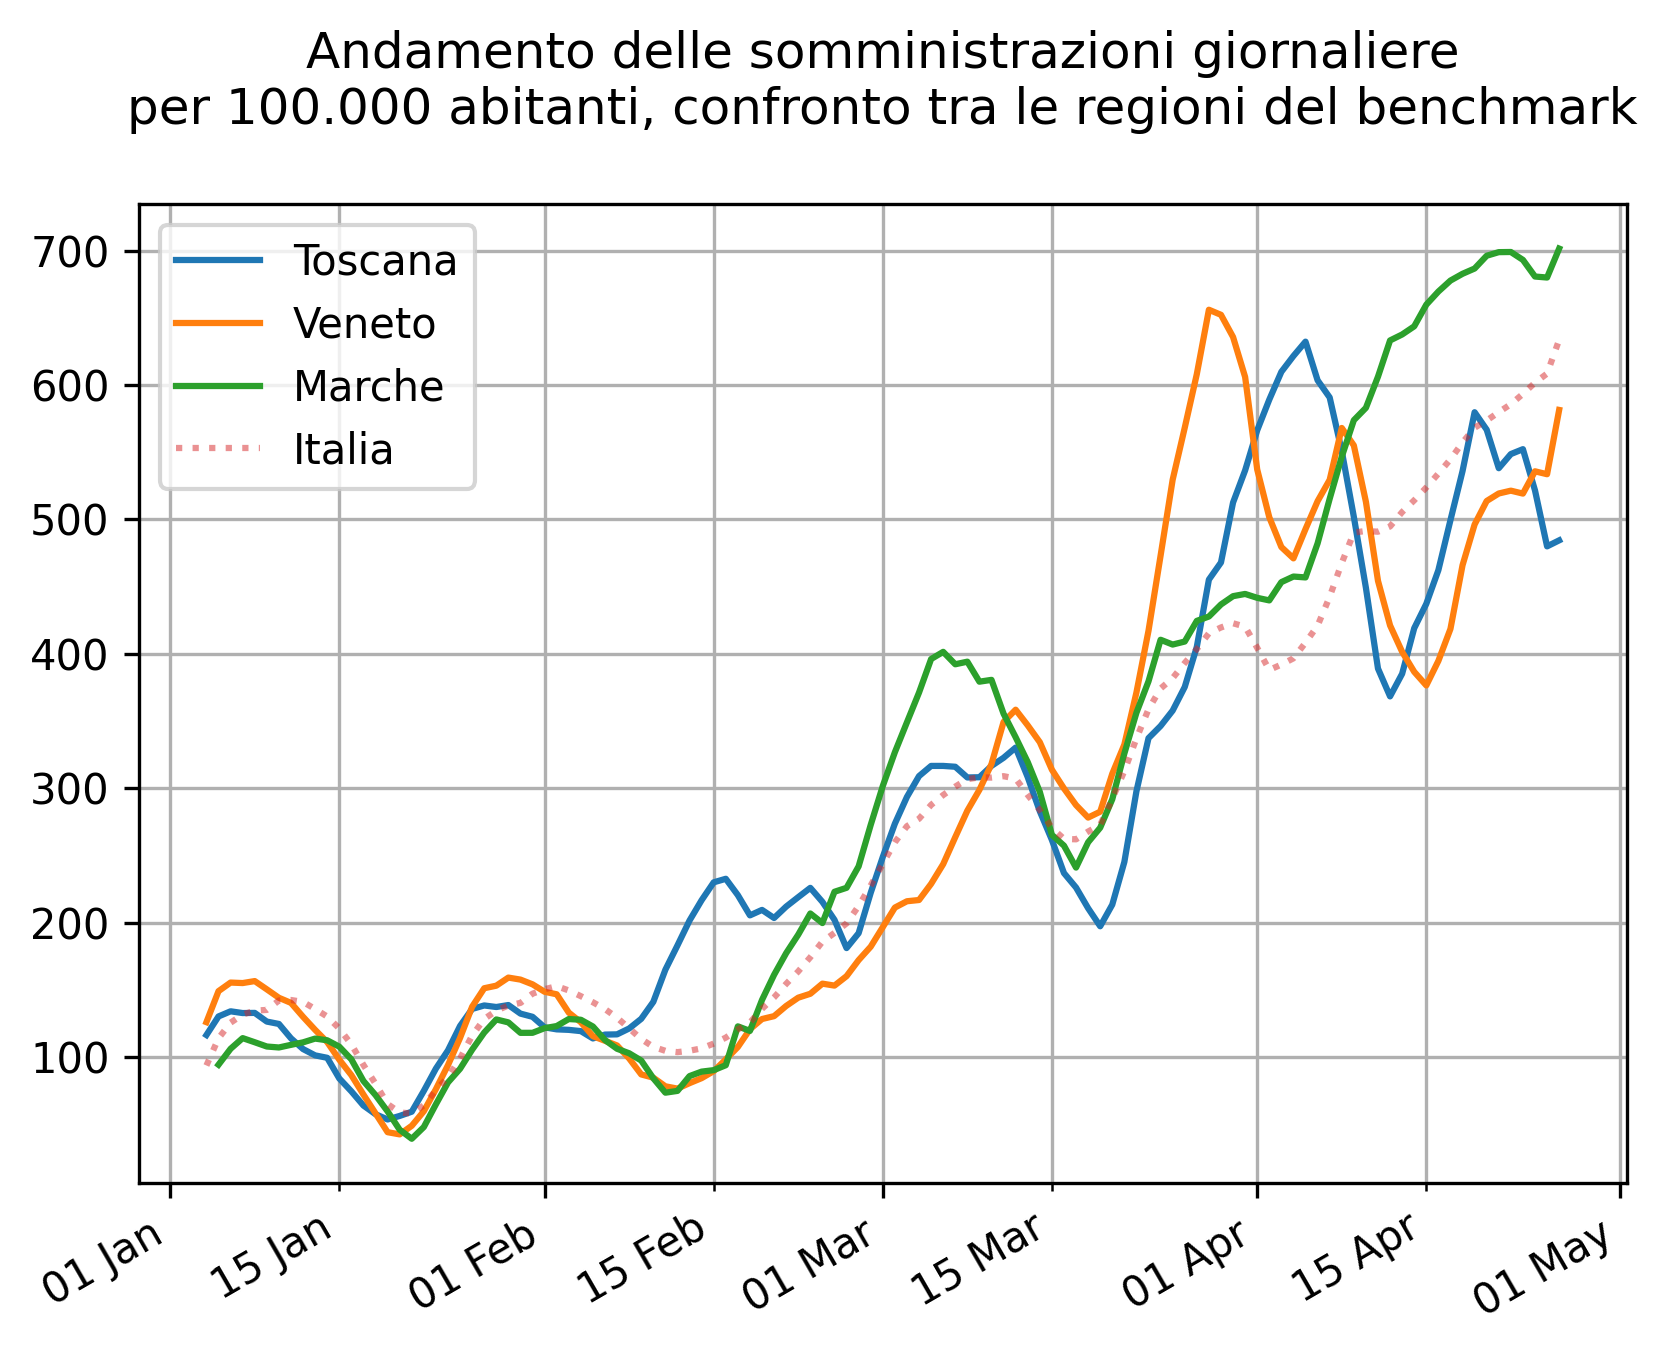 Andamento delle somministrazioni giornaliere
per 100.000 abitanti, confronto tra le regioni del benchmark
700
600
500
400
300
200
100
Toscana
Veneto
Marche
Italia
01 Jan
15 Jan
01 Feb
15 Feb
01 Mar
15 Mar
01 Apr
15 Apr
01 May